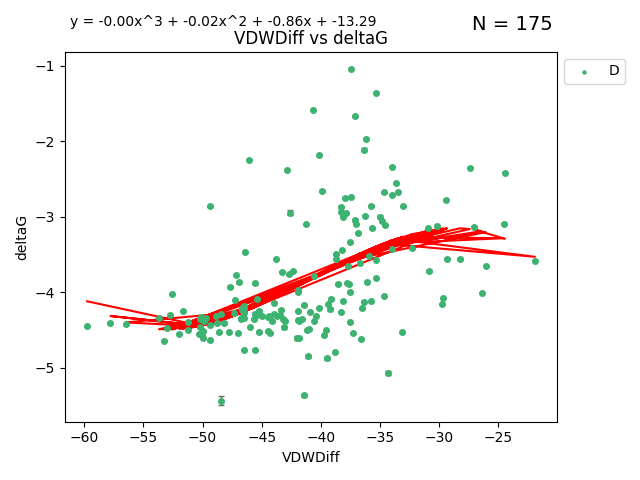 y = -0.00x^3 + -0.02x^2 + -0.86x + -13.29
N = 175
VDWDiff vs deltaG
D
−1
−2
−3
−4
−5
deltaG
−60 −55 −50 −45 −40 −35 −30 −25
VDWDiff